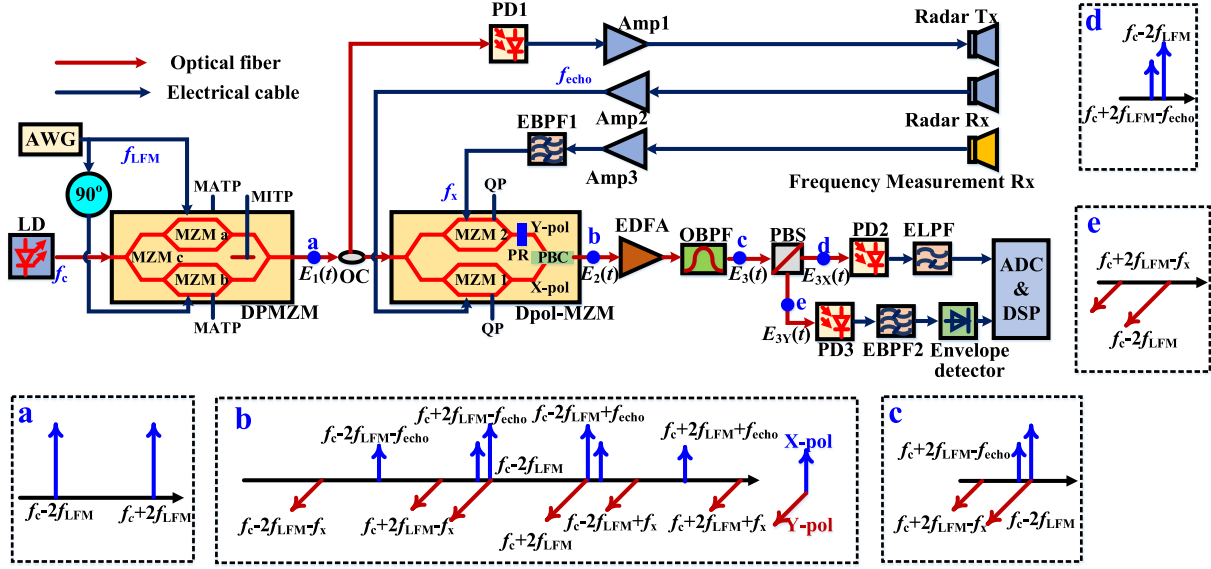 PD1
Amp1
Radar Tx
Optical fiber
Electrical cable
f_echo
Amp2
Radar Rx
EBPF1
Amp3
Frequency Measurement Rx
AWG
f_LFM
90°
MATP
MITP
f_x
QP
LD
f_c
MZM a
MZM c
MZM b
MATP
DPMZM
a
E_1(t)
OC
MZM 2
Y-pol
PR
PBC
MZM 1
X-pol
QP
Dpol-MZM
b
E_2(t)
EDFA
OBPF
c
E_3(t)
PBS
d
E_3X(t)
PD2
ELPF
e
E_3Y(t)
PD3
EBPF2
Envelope
detector
ADC
&
DSP
d
f_c-2f_LFM
f_c+2f_LFM-f_echo
e
f_c+2f_LFM-f_x
f_c-2f_LFM
a
f_c-2f_LFM
f_c+2f_LFM
b
f_c-2f_LFM-f_echo
f_c+2f_LFM-f_echo
f_c-2f_LFM
f_c-2f_LFM+f_echo
f_c+2f_LFM+f_echo
X-pol
f_c-2f_LFM-f_x
f_c+2f_LFM-f_x
f_c+2f_LFM
f_c-2f_LFM+f_x
f_c+2f_LFM+f_x
Y-pol
c
f_c+2f_LFM-f_echo
f_c+2f_LFM-f_x
f_c-2f_LFM